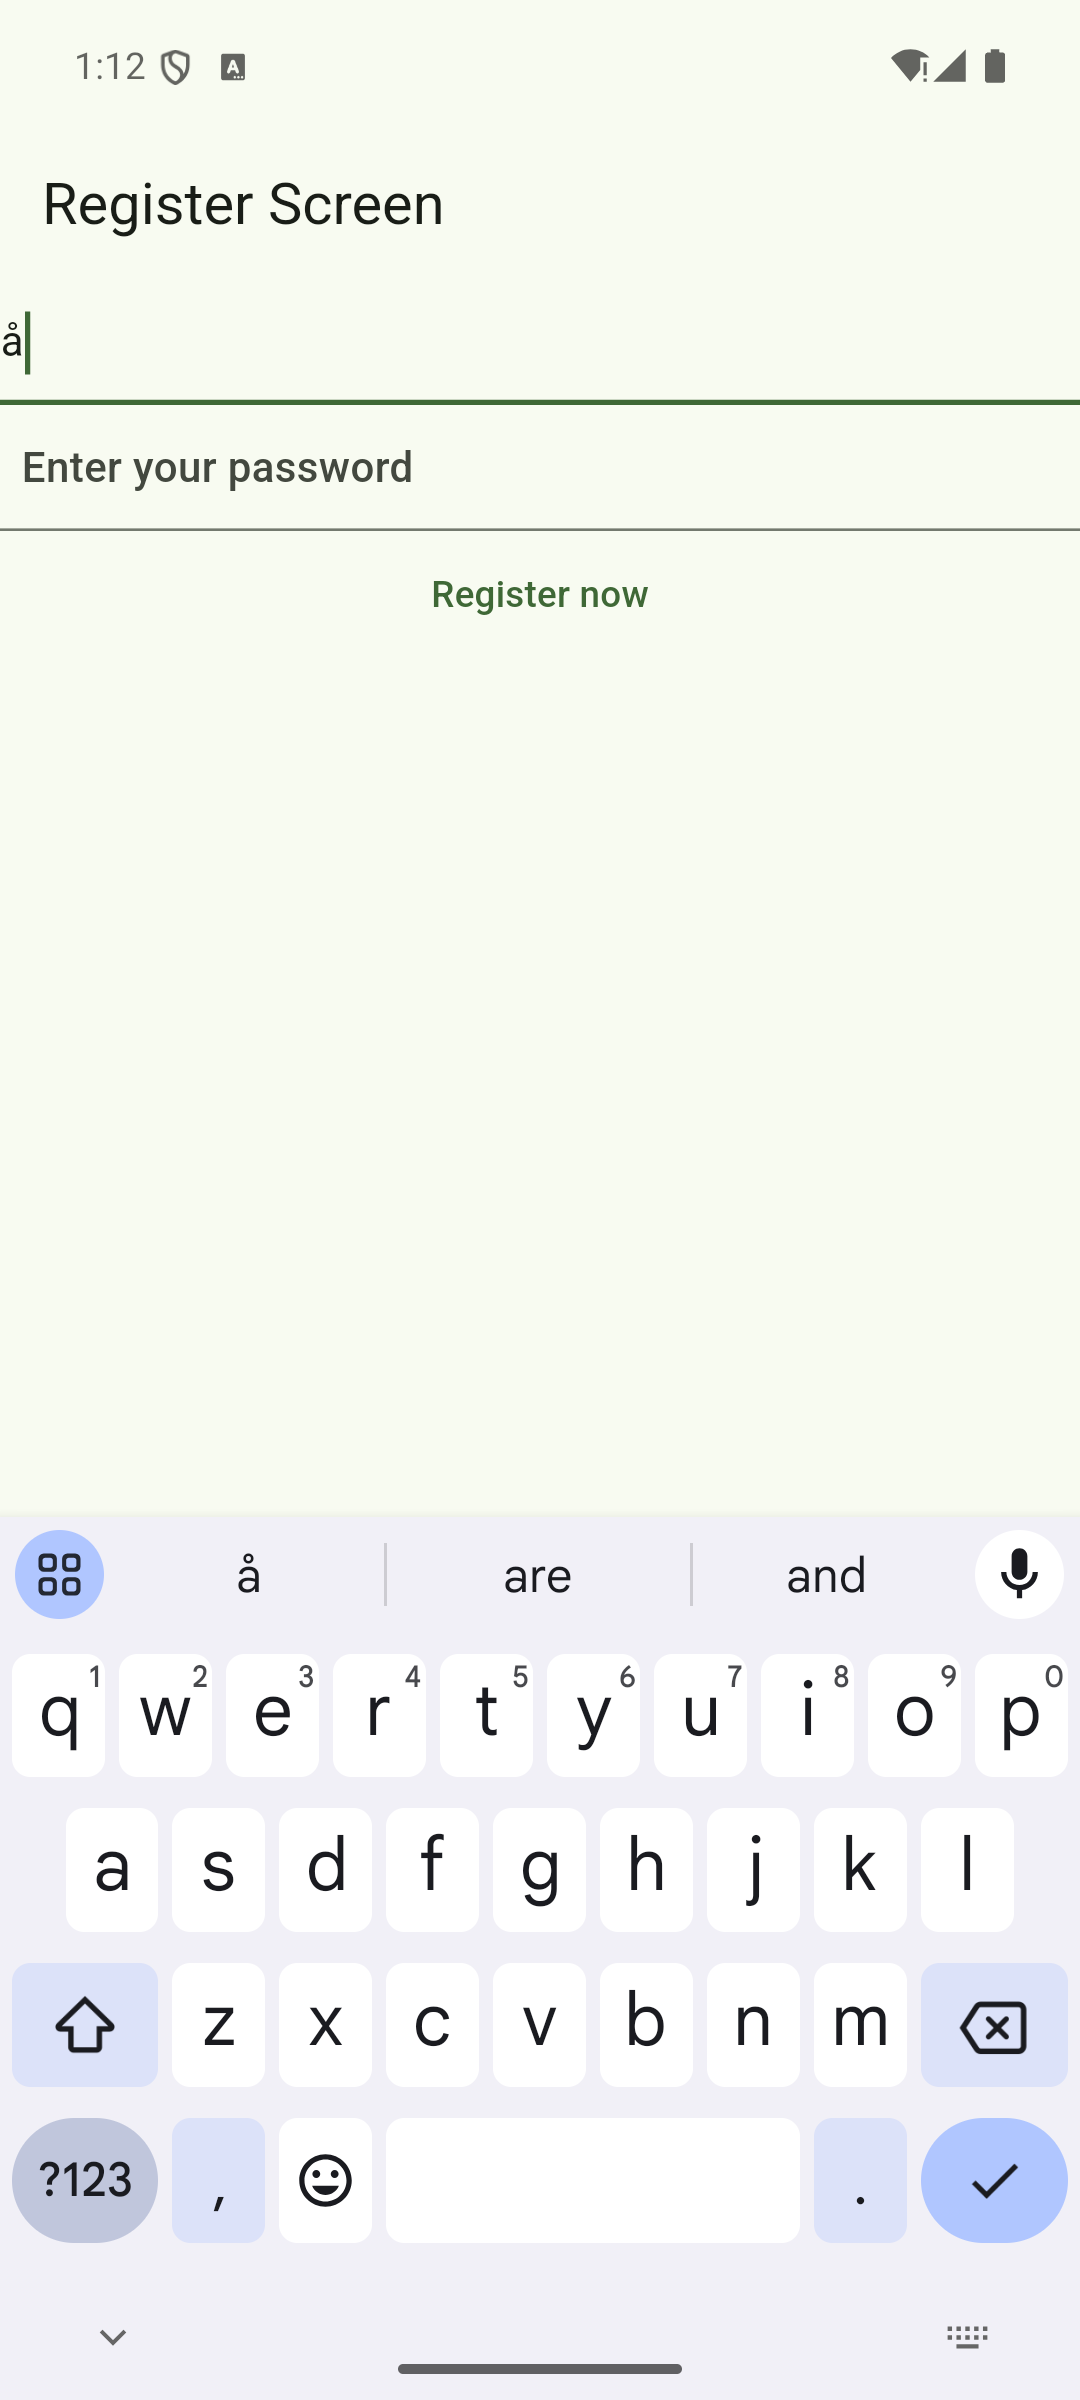 1:12
Register Screen
å
Enter your password
Register now
å are and
q 1 w 2 e 3 r 4 t 5 y 6 u 7 i 8 o 9 p 0
a s d f g h j k l
z x c v b n m
?123 , .